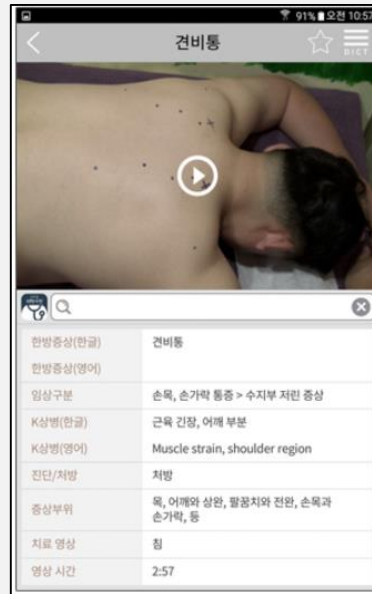 91% 오전 10:57
견비통
DICT
한방증상(한글) 견비통
한방증상(영어)
임상구분 손목, 손가락 통증 > 수지부 저린 증상
K상병(한글) 근육 긴장, 어깨 부분
K상병(영어) Muscle strain, shoulder region
진단/처방 처방
증상부위 목, 어깨와 상완, 팔꿈치와 전완, 손목과
손가락, 등
치료 영상 침
영상 시간 2:57